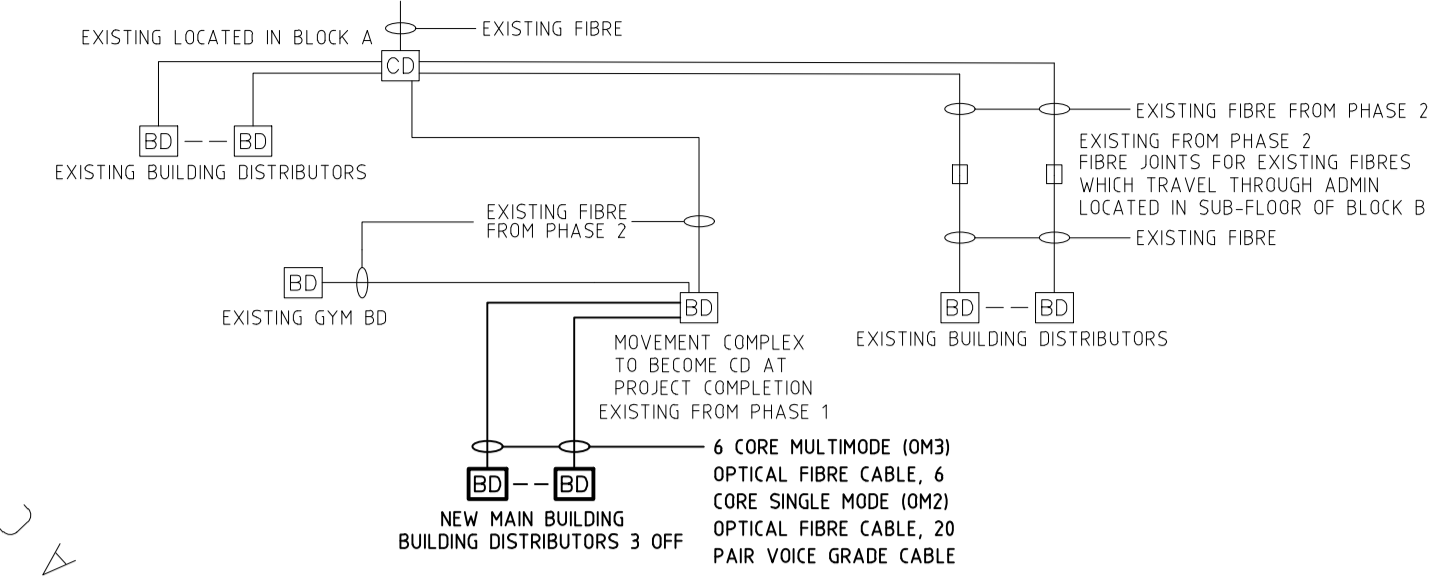 EXISTING LOCATED IN BLOCK A
EXISTING FIBRE
CD
BD
BD
EXISTING BUILDING DISTRIBUTORS
EXISTING FIBRE FROM PHASE 2
EXISTING FROM PHASE 2
FIBRE JOINTS FOR EXISTING FIBRES
WHICH TRAVEL THROUGH ADMIN
LOCATED IN SUB-FLOOR OF BLOCK B
EXISTING FIBRE
EXISTING FIBRE
FROM PHASE 2
BD
EXISTING GYM BD
BD
MOVEMENT COMPLEX
TO BECOME CD AT
PROJECT COMPLETION
EXISTING FROM PHASE 1
BD
BD
EXISTING BUILDING DISTRIBUTORS
6 CORE MULTIMODE (OM3)
OPTICAL FIBRE CABLE, 6
CORE SINGLE MODE (OM2)
OPTICAL FIBRE CABLE, 20
PAIR VOICE GRADE CABLE
BD
BD
NEW MAIN BUILDING
BUILDING DISTRIBUTORS 3 OFF
A